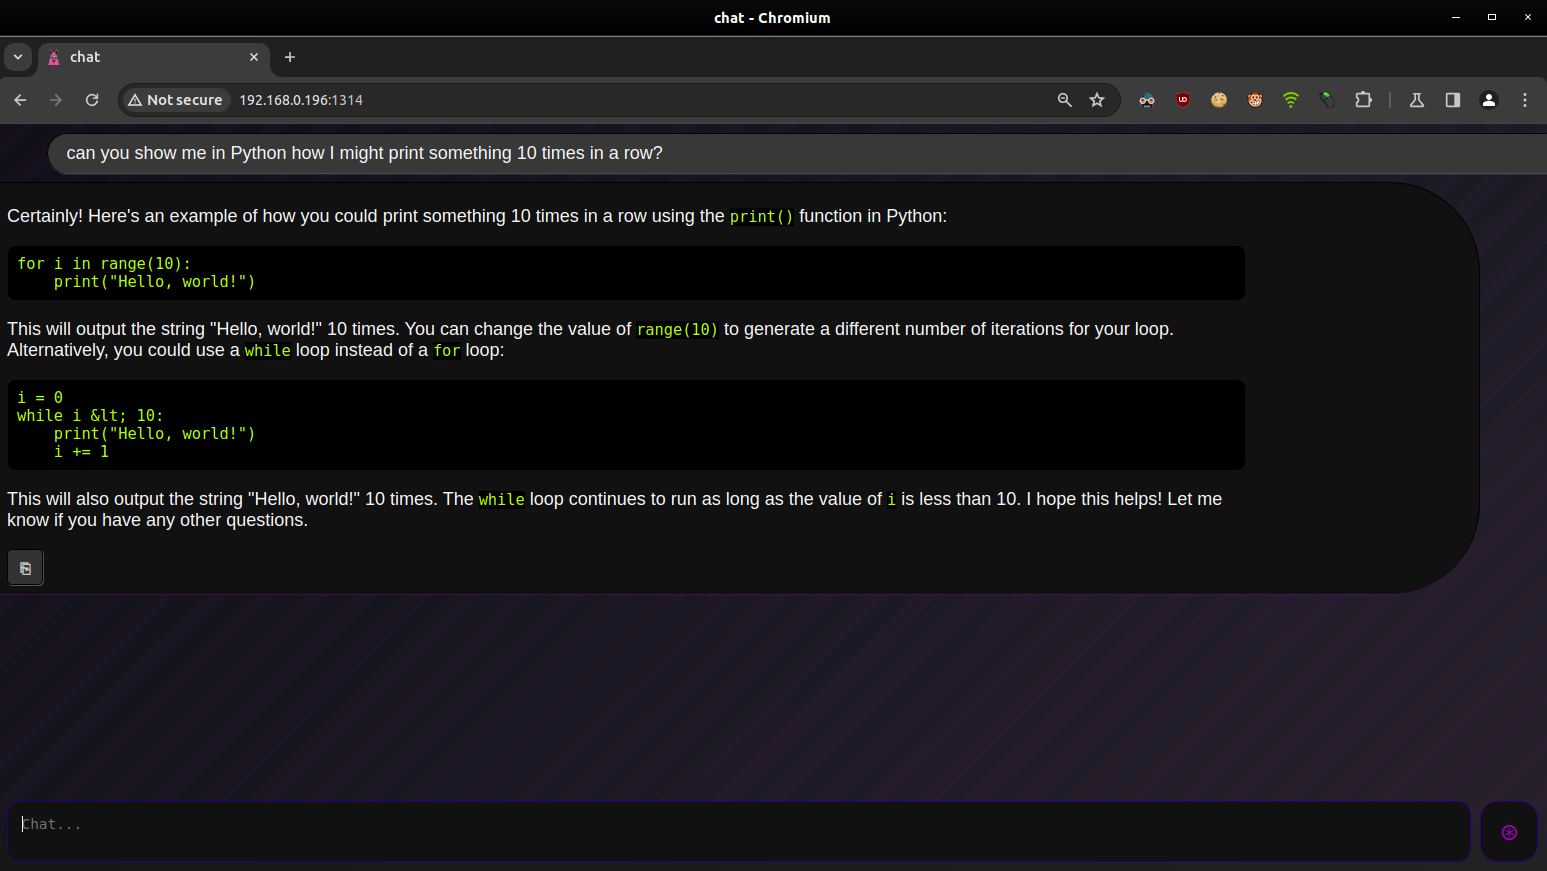 chat - Chromium
chat
Not secure
192.168.0.196:1314
UD
can you show me in Python how I might print something 10 times in a row?
Certainly! Here's an example of how you could print something 10 times in a row using the print() function in Python:
for i in range(10):
    print("Hello, world!")
This will output the string "Hello, world!" 10 times. You can change the value of range(10) to generate a different number of iterations for your loop.
Alternatively, you could use a while loop instead of a for loop:
i = 0
while i &lt; 10:
    print("Hello, world!")
    i += 1
This will also output the string "Hello, world!" 10 times. The while loop continues to run as long as the value of i is less than 10. I hope this helps! Let me
know if you have any other questions.
Chat...